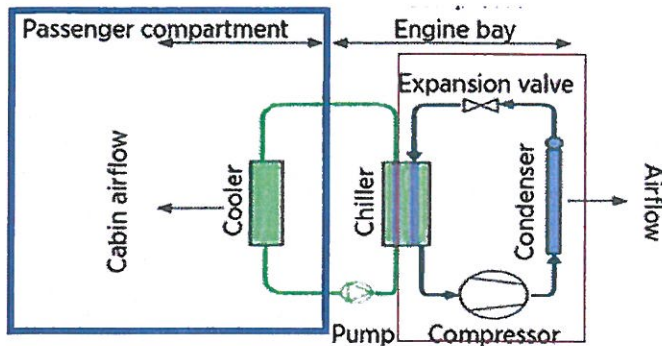 Passenger compartment
Engine bay
Expansion valve
Cabin airflow
Cooler
Chiller
Condenser
Airflow
Pump
Compressor